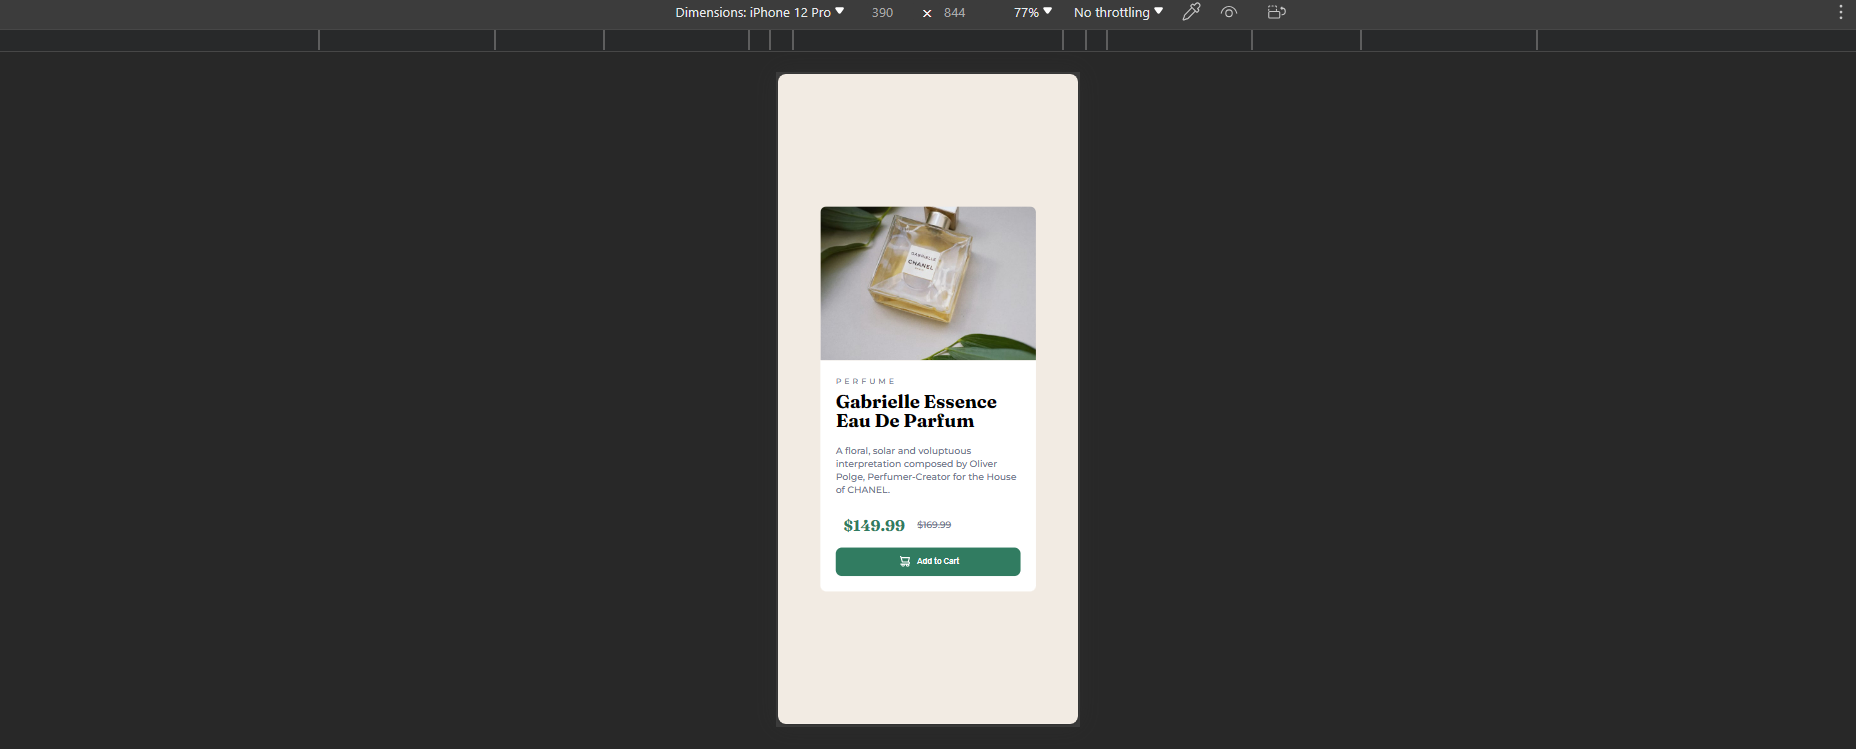 Dimensions: iPhone 12 Pro 390 × 844 77% No throttling
GABRIELLE
CHANEL
PERFUME
Gabrielle Essence
Eau De Parfum
A floral, solar and voluptuous
interpretation composed by Oliver
Polge, Perfumer-Creator for the House
of CHANEL.
$149.99 $169.99
Add to Cart